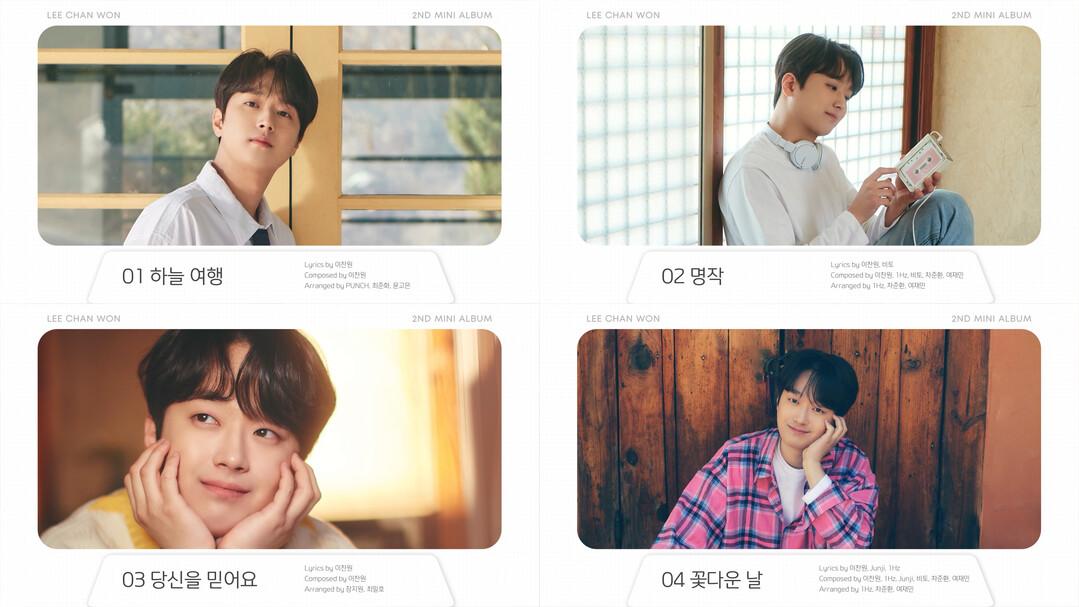 LEE CHAN WON
2ND MINI ALBUM
01 하늘 여행
Lyrics by 이찬원
Composed by 이찬원
Arranged by PUNCH, 최준화, 윤고은
LEE CHAN WON
2ND MINI ALBUM
02 명작
Lyrics by 이찬원, 비토
Composed by 이찬원, 1Hz, 비토, 차준환, 여재민
Arranged by 1Hz, 차준환, 여재민
LEE CHAN WON
2ND MINI ALBUM
03 당신을 믿어요
Lyrics by 이찬원
Composed by 이찬원
Arranged by 장지원, 최일호
LEE CHAN WON
2ND MINI ALBUM
04 꽃다운 날
Lyrics by 이찬원, Junji, 1Hz
Composed by 이찬원, 1Hz, Junji, 비토, 차준환, 여재민
Arranged by 1Hz, 차준환, 여재민